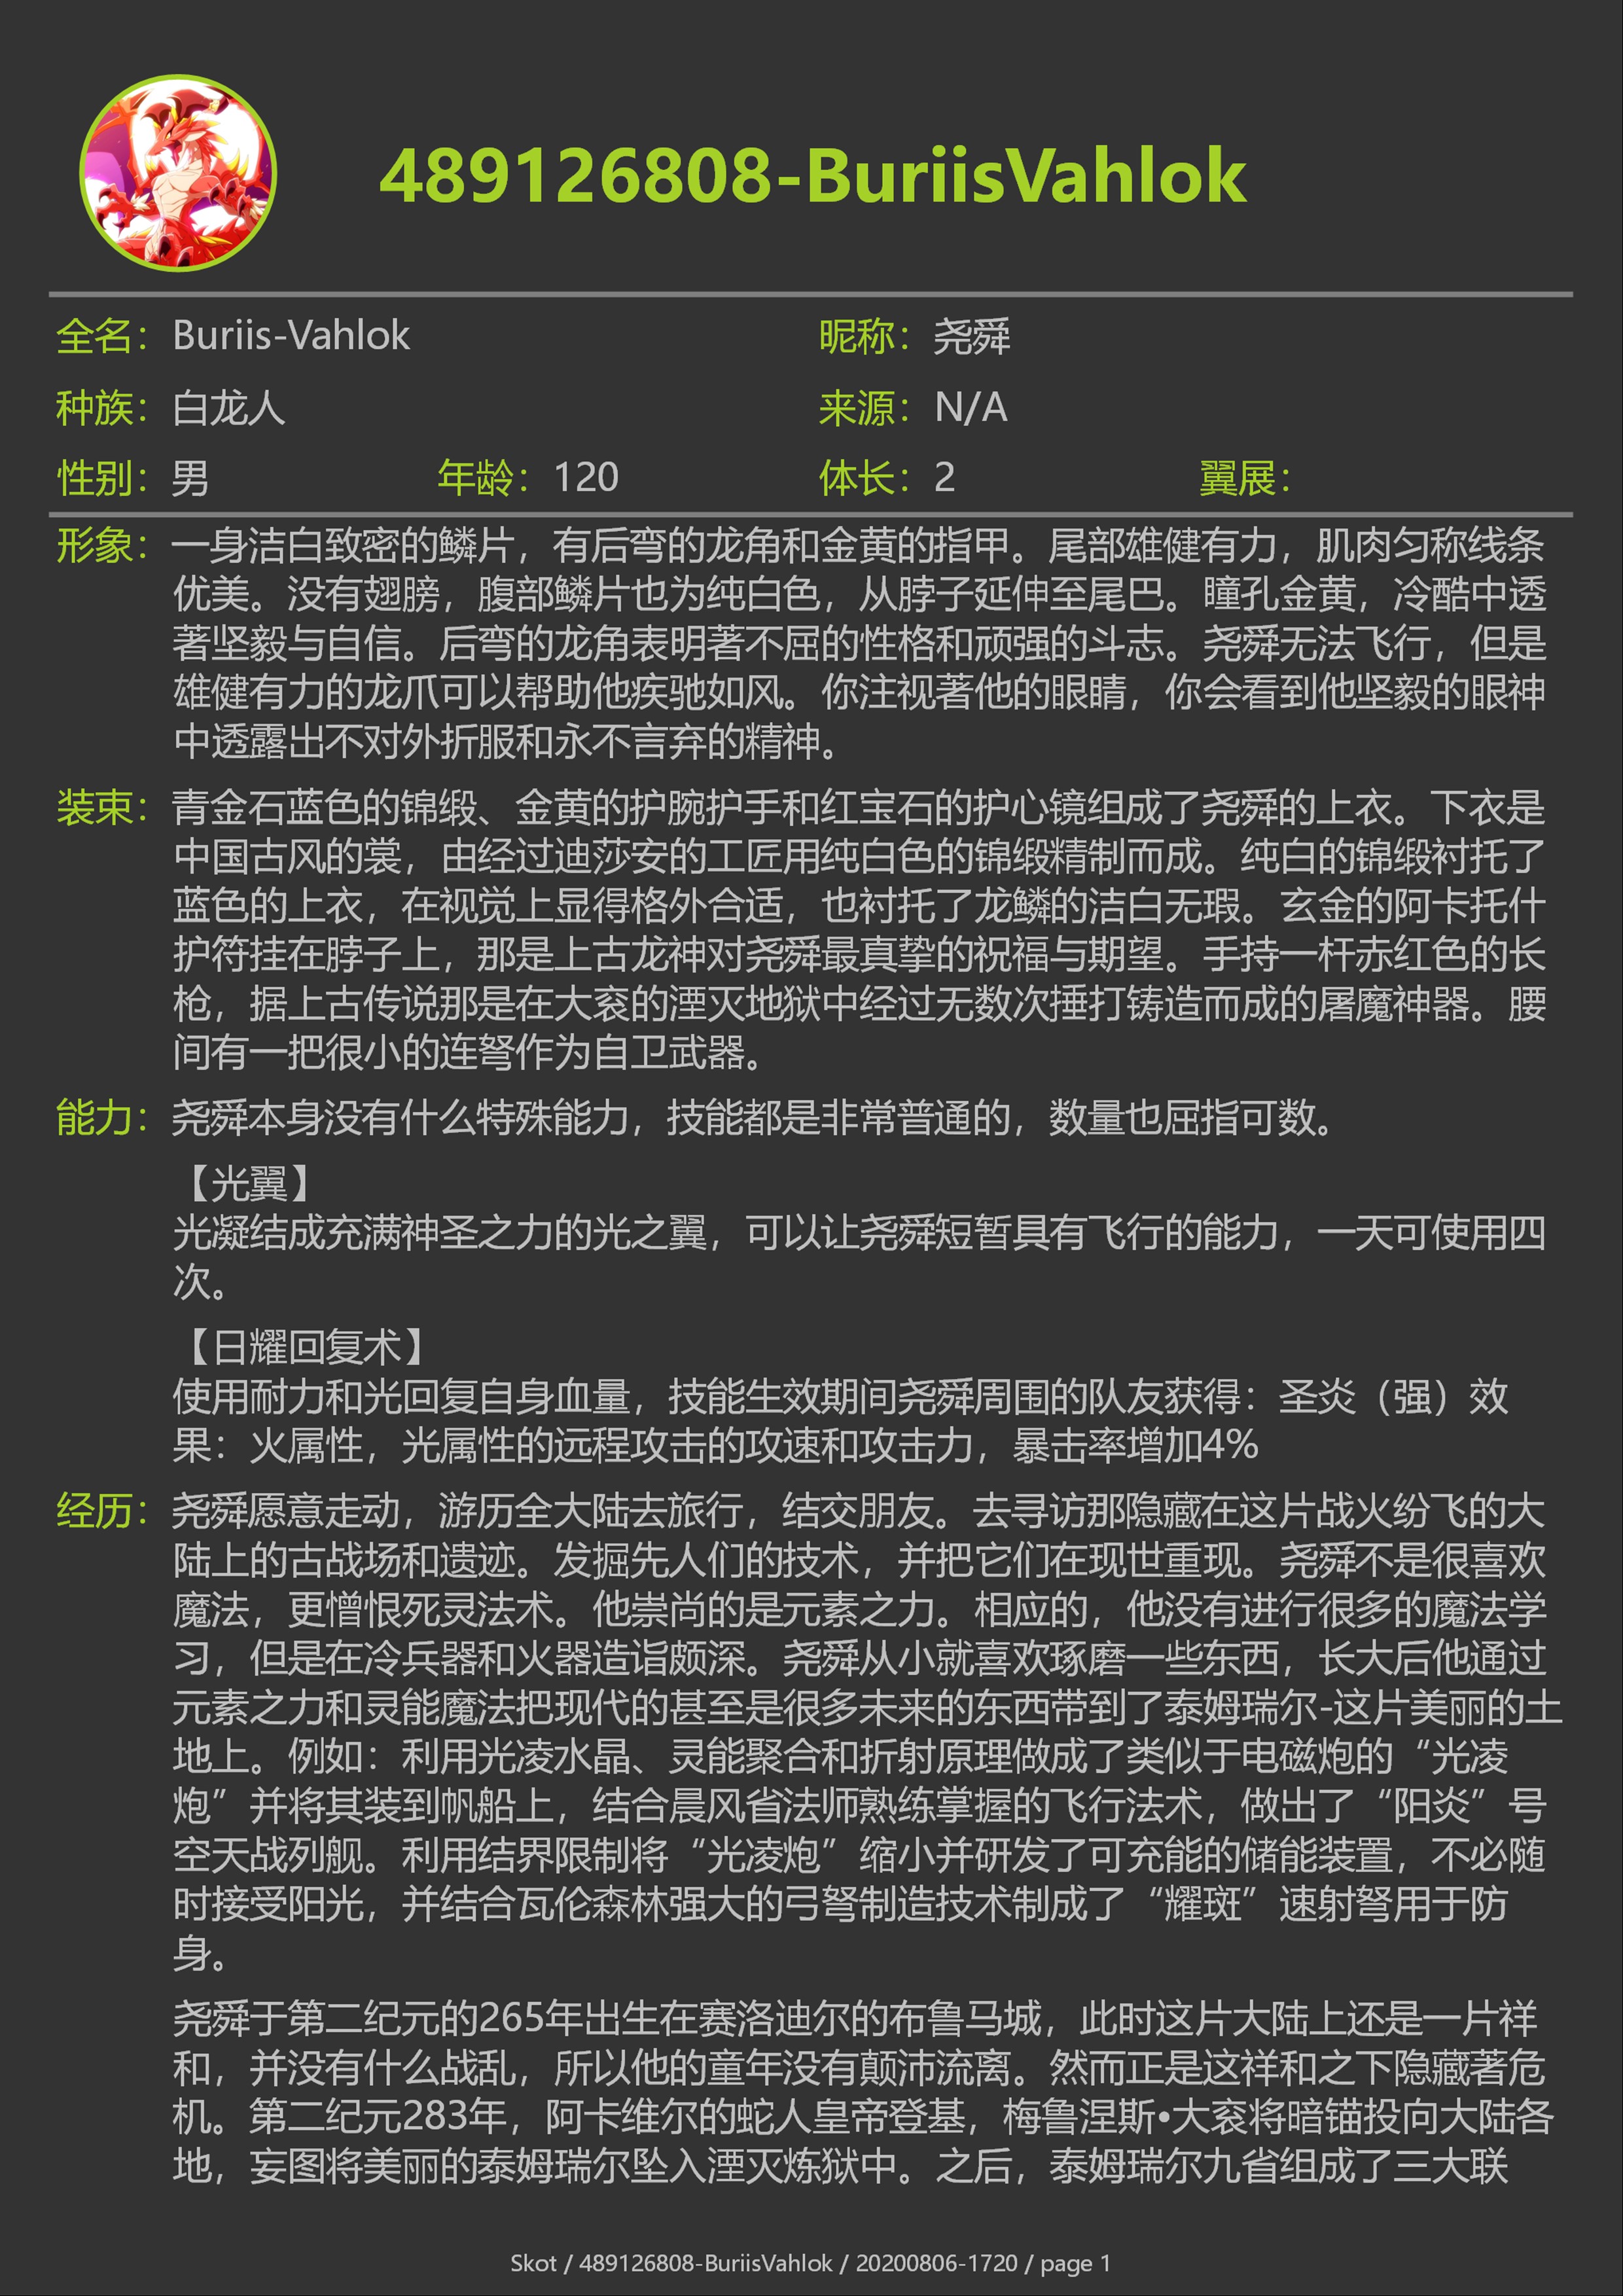 489126808-BuriisVahlok
全名：Buriis-Vahlok 昵称：尧舜
种族：白龙人 来源：N/A
性别：男 年龄：120 体长：2 翼展：
形象：一身洁白致密的鳞片，有后弯的龙角和金黄的指甲。尾部雄健有力，肌肉匀称线条
优美。没有翅膀，腹部鳞片也为纯白色，从脖子延伸至尾巴。瞳孔金黄，冷酷中透
著坚毅与自信。后弯的龙角表明著不屈的性格和顽强的斗志。尧舜无法飞行，但是
雄健有力的龙爪可以帮助他疾驰如风。你注视著他的眼睛，你会看到他坚毅的眼神
中透露出不对外折服和永不言弃的精神。
装束：青金石蓝色的锦缎、金黄的护腕护手和红宝石的护心镜组成了尧舜的上衣。下衣是
中国古风的裳，由经过迪莎安的工匠用纯白色的锦缎精制而成。纯白的锦缎衬托了
蓝色的上衣，在视觉上显得格外合适，也衬托了龙鳞的洁白无瑕。玄金的阿卡托什
护符挂在脖子上，那是上古龙神对尧舜最真挚的祝福与期望。手持一杆赤红色的长
枪，据上古传说那是在大衮的湮灭地狱中经过无数次捶打铸造而成的屠魔神器。腰
间有一把很小的连弩作为自卫武器。
能力：尧舜本身没有什么特殊能力，技能都是非常普通的，数量也屈指可数。
【光翼】
光凝结成充满神圣之力的光之翼，可以让尧舜短暂具有飞行的能力，一天可使用四
次。
【日耀回复术】
使用耐力和光回复自身血量，技能生效期间尧舜周围的队友获得：圣炎（强）效
果：火属性，光属性的远程攻击的攻速和攻击力，暴击率增加4%
经历：尧舜愿意走动，游历全大陆去旅行，结交朋友。去寻访那隐藏在这片战火纷飞的大
陆上的古战场和遗迹。发掘先人们的技术，并把它们在现世重现。尧舜不是很喜欢
魔法，更憎恨死灵法术。他崇尚的是元素之力。相应的，他没有进行很多的魔法学
习，但是在冷兵器和火器造诣颇深。尧舜从小就喜欢琢磨一些东西，长大后他通过
元素之力和灵能魔法把现代的甚至是很多未来的东西带到了泰姆瑞尔-这片美丽的土
地上。例如：利用光凌水晶、灵能聚合和折射原理做成了类似于电磁炮的“光凌
炮”并将其装到帆船上，结合晨风省法师熟练掌握的飞行法术，做出了“阳炎”号
空天战列舰。利用结界限制将“光凌炮”缩小并研发了可充能的储能装置，不必随
时接受阳光，并结合瓦伦森林强大的弓弩制造技术制成了“耀斑”速射弩用于防
身。
尧舜于第二纪元的265年出生在赛洛迪尔的布鲁马城，此时这片大陆上还是一片祥
和，并没有什么战乱，所以他的童年没有颠沛流离。然而正是这祥和之下隐藏著危
机。第二纪元283年，阿卡维尔的蛇人皇帝登基，梅鲁涅斯•大衮将暗锚投向大陆各
地，妄图将美丽的泰姆瑞尔坠入湮灭炼狱中。之后，泰姆瑞尔九省组成了三大联
Skot / 489126808-BuriisVahlok / 20200806-1720 / page 1